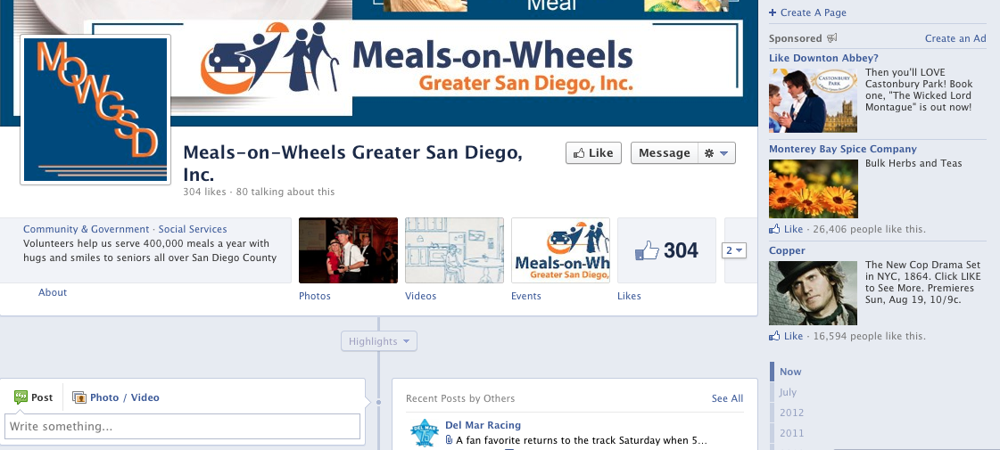 Meal
Meals-on-Wheels
Greater San Diego, Inc.
MOWGSD
Meals-on-Wheels Greater San Diego,
Inc.
304 likes · 80 talking about this
Like
Message
Community & Government · Social Services
Volunteers help us serve 400,000 meals a year with
hugs and smiles to seniors all over San Diego County
About
Photos
Videos
Meals-on-Wh
Greater San Diego,
Events
304
Likes
2
Highlights
Post
Photo / Video
Write something...
Recent Posts by Others
See All
DEL MAR
75
Del Mar Racing
A fan favorite returns to the track Saturday when 5...
Create A Page
Sponsored
Create an Ad
Like Downton Abbey?
CASTONBURY
PARK
Then you'll LOVE
Castonbury Park! Book
one, "The Wicked Lord
Montague" is out now!
Monterey Bay Spice Company
Bulk Herbs and Teas
Like · 26,406 people like this.
Copper
The New Cop Drama Set
in NYC, 1864. Click LIKE
to See More. Premieres
Sun, Aug 19, 10/9c.
Like · 16,594 people like this.
Now
July
2012
2011